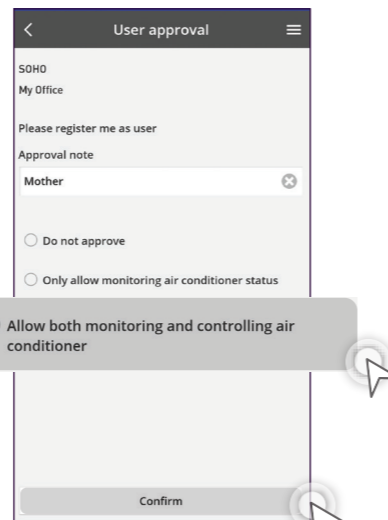 User approval
SOHO
My Office
Please register me as user
Approval note
Mother
Do not approve
Only allow monitoring air conditioner status
Allow both monitoring and controlling air
conditioner
Confirm